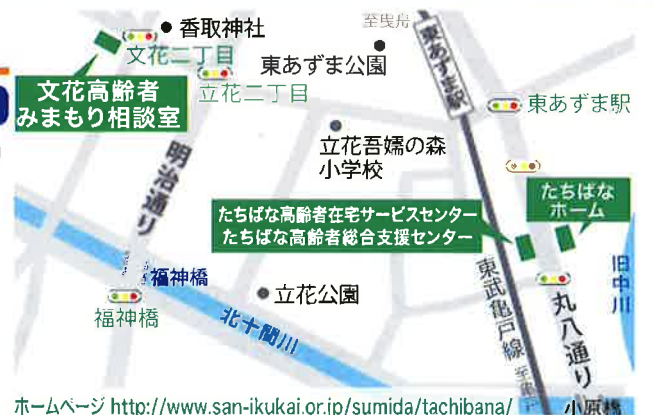 香取神社
至曳舟
文花二丁目
東あずま公園
東あずま駅
文花高齢者
みまもり相談室
立花二丁目
東あずま駅
立花吾嬬の森
小学校
明治通り
たちばな
ホーム
たちばな高齢者在宅サービスセンター
たちばな高齢者総合支援センター
福神橋
旧中川
立花公園
福神橋
北十間川
東武亀戸線
丸八通り
ホームページ http://www.san-ikukai.or.jp/sumida/tachibana/